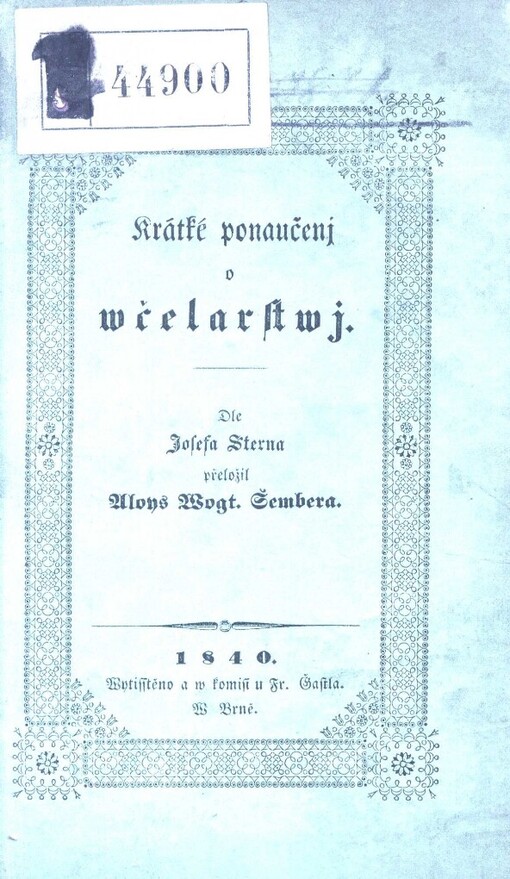 44900
Krátké ponaučenj
o
wčelarſtwj.
Dle
Joſefa Sterna
přeložil
Aloys Wogt. Šembera.
1840.
Wytiſſtěno a w komiſi u Fr. Gaſtla.
W Brně.